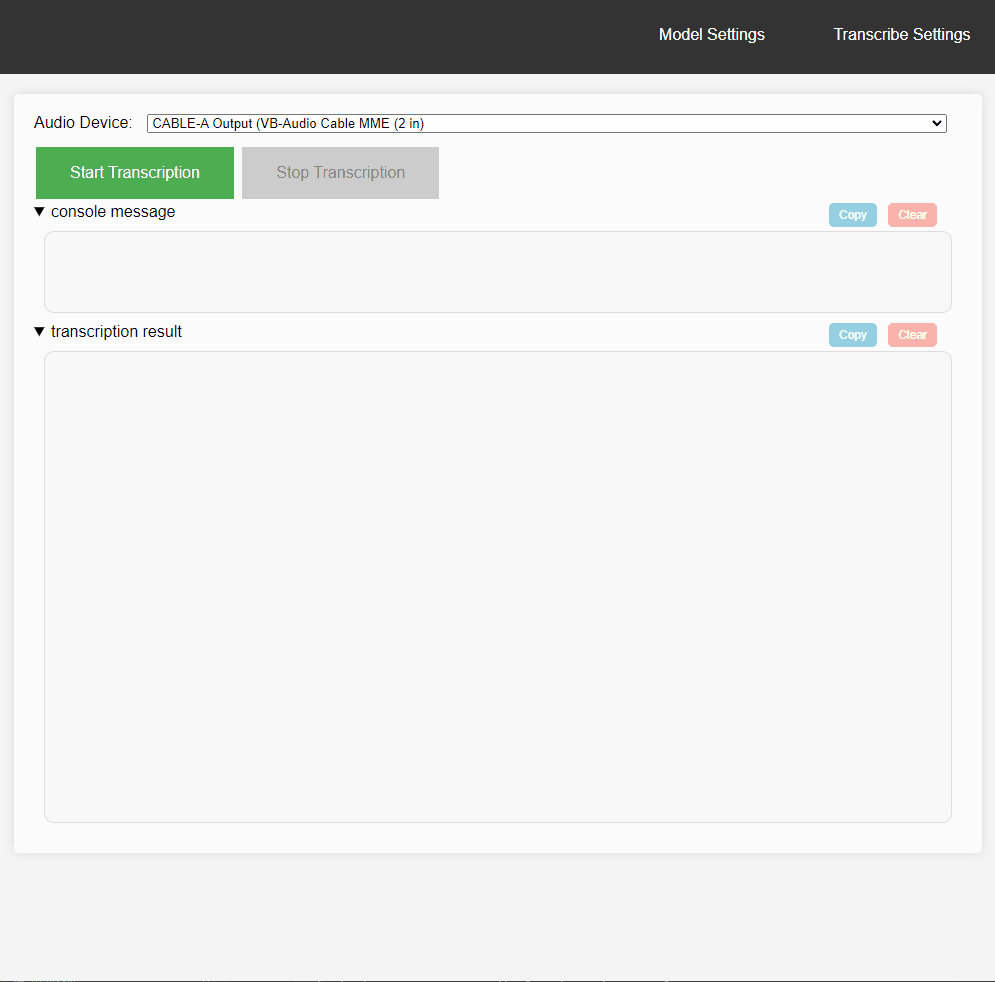 Model Settings Transcribe Settings
Audio Device: CABLE-A Output (VB-Audio Cable MME (2 in)
Start Transcription Stop Transcription
console message Copy Clear
transcription result Copy Clear